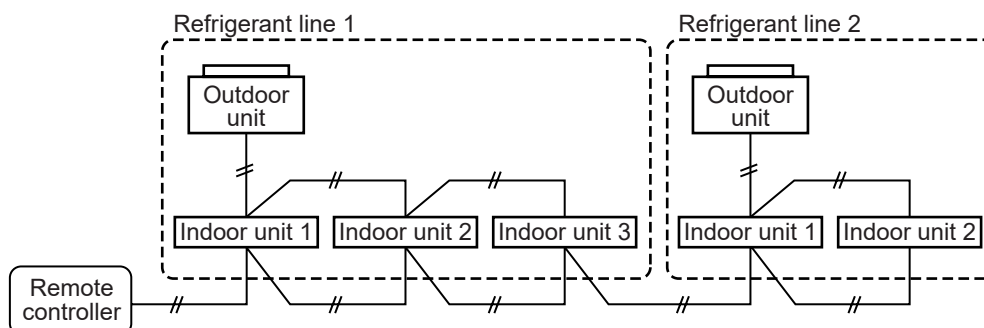 Refrigerant line 1
Refrigerant line 2
Outdoor
unit
Outdoor
unit
Indoor unit 1
Indoor unit 2
Indoor unit 3
Indoor unit 1
Indoor unit 2
Remote
controller